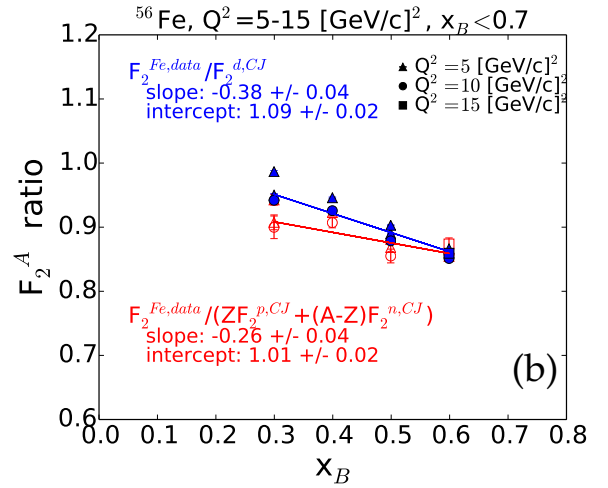 ⁵⁶Fe, Q²=5-15 [GeV/c]², x_B<0.7
F₂^{Fe,data}/F₂^{d,CJ}
slope: -0.38 +/- 0.04
intercept: 1.09 +/- 0.02
Q²=5 [GeV/c]²
Q²=10 [GeV/c]²
Q²=15 [GeV/c]²
1.2
1.1
1.0
0.9
0.8
0.7
0.6
F₂^A ratio
F₂^{Fe,data}/(ZF₂^{p,CJ}+(A-Z)F₂^{n,CJ})
slope: -0.26 +/- 0.04
intercept: 1.01 +/- 0.02
(b)
0.0 0.1 0.2 0.3 0.4 0.5 0.6 0.7 0.8
x_B